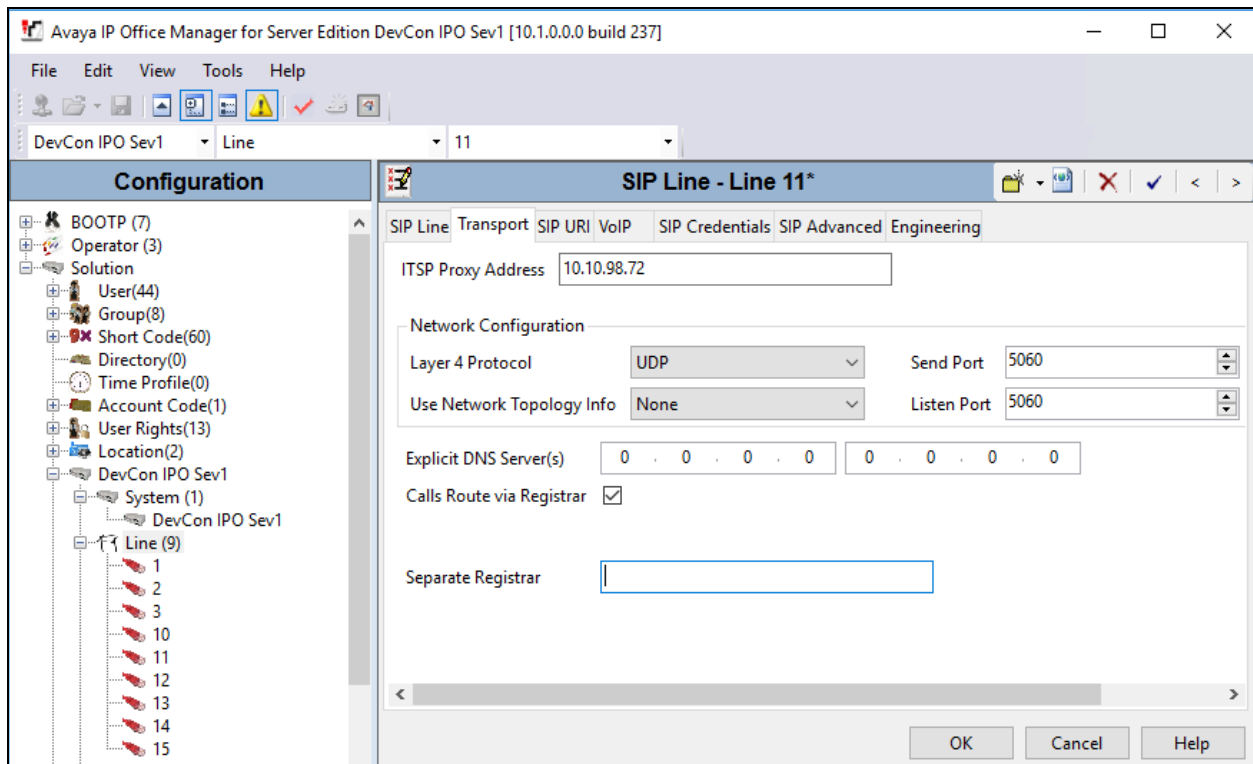 Avaya IP Office Manager for Server Edition DevCon IPO Sev1 [10.1.0.0.0 build 237]
File Edit View Tools Help
DevCon IPO Sev1 Line 11
Configuration
BOOTP (7)
Operator (3)
Solution
User(44)
Group(8)
Short Code(60)
Directory(0)
Time Profile(0)
Account Code(1)
User Rights(13)
Location(2)
DevCon IPO Sev1
System (1)
DevCon IPO Sev1
Line (9)
1
2
3
10
11
12
13
14
15
SIP Line - Line 11*
SIP Line Transport SIP URI VoIP SIP Credentials SIP Advanced Engineering
ITSP Proxy Address 10.10.98.72
Network Configuration
Layer 4 Protocol UDP Send Port 5060
Use Network Topology Info None Listen Port 5060
Explicit DNS Server(s) 0 . 0 . 0 . 0 0 . 0 . 0 . 0
Calls Route via Registrar
Separate Registrar
OK Cancel Help